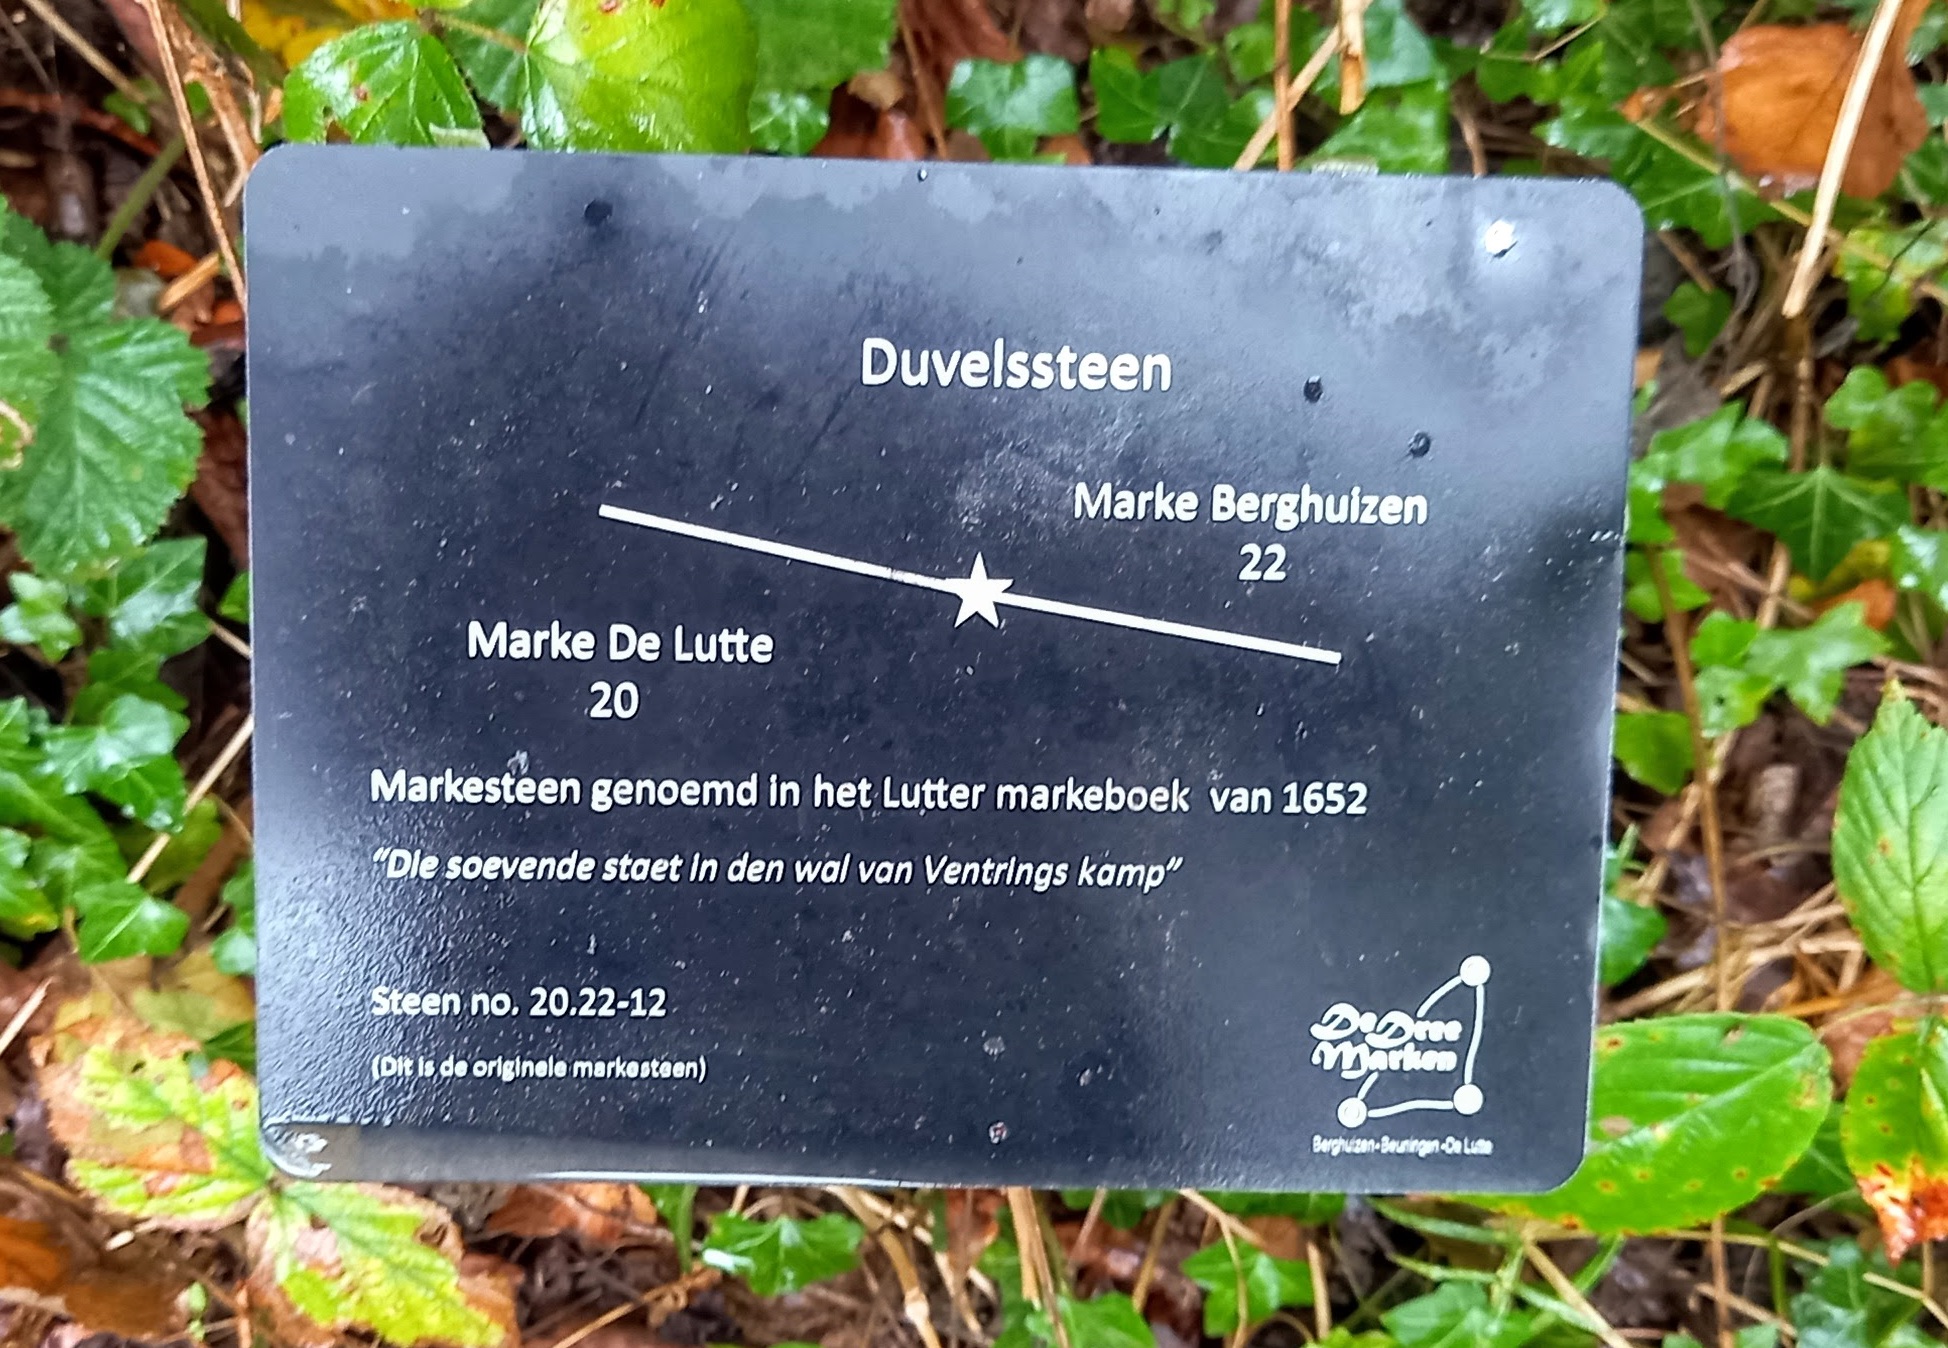 Duvelssteen
Marke Berghuizen
22
Marke De Lutte
20
Markesteen genoemd in het Lutter markeboek van 1652
“Die soevende staet in den wal van Ventrings kamp”
Steen no. 20.22-12
(Dit is de originele markesteen)
De Dree
Marken
Berghuizen-Beuningen-De Lutte